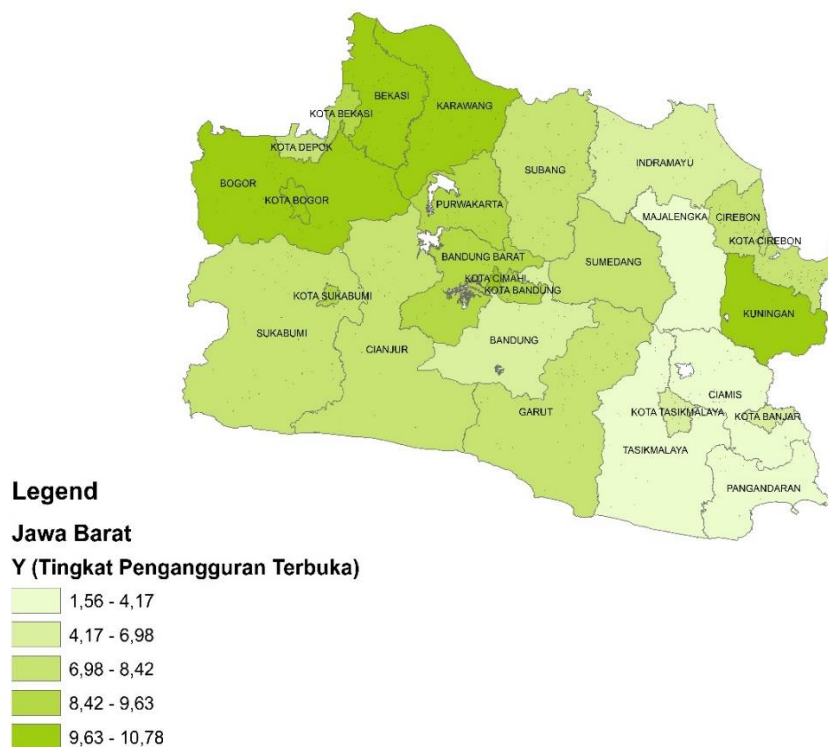 BEKASI
KARAWANG
KOTA BEKASI
KOTA DEPOK
SUBANG
INDRAMAYU
BOGOR
KOTA BOGOR
PURWAKARTA
MAJALENGKA
CIREBON
KOTA CIREBON
BANDUNG BARAT
SUMEDANG
KOTA CIMAHI
KOTA BANDUNG
KOTA SUKABUMI
KUNINGAN
SUKABUMI
CIANJUR
BANDUNG
CIAMIS
GARUT
KOTA TASIKMALAYA
KOTA BANJAR
TASIKMALAYA
PANGANDARAN
Legend
Jawa Barat
Y (Tingkat Pengangguran Terbuka)
1,56 - 4,17
4,17 - 6,98
6,98 - 8,42
8,42 - 9,63
9,63 - 10,78